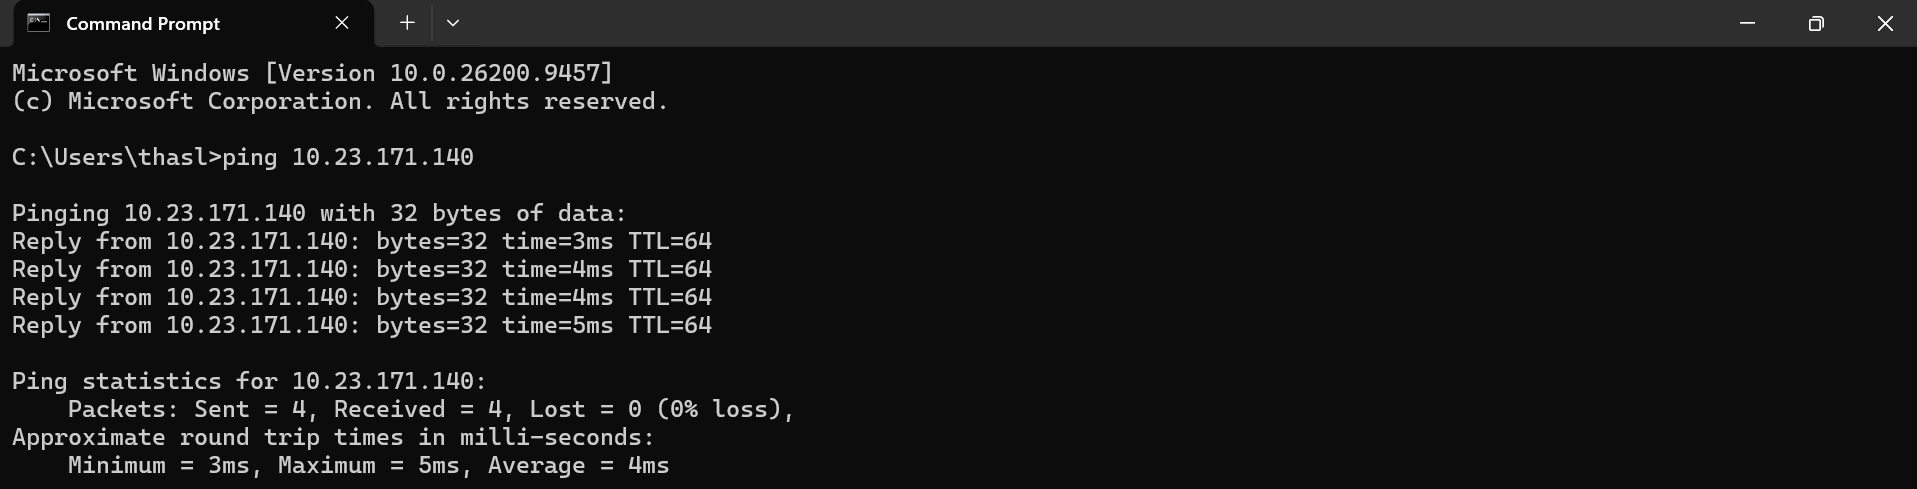 Command Prompt
Microsoft Windows [Version 10.0.26200.9457]
(c) Microsoft Corporation. All rights reserved.
C:\Users\thasl>ping 10.23.171.140
Pinging 10.23.171.140 with 32 bytes of data:
Reply from 10.23.171.140: bytes=32 time=3ms TTL=64
Reply from 10.23.171.140: bytes=32 time=4ms TTL=64
Reply from 10.23.171.140: bytes=32 time=4ms TTL=64
Reply from 10.23.171.140: bytes=32 time=5ms TTL=64
Ping statistics for 10.23.171.140:
    Packets: Sent = 4, Received = 4, Lost = 0 (0% loss),
Approximate round trip times in milli-seconds:
    Minimum = 3ms, Maximum = 5ms, Average = 4ms